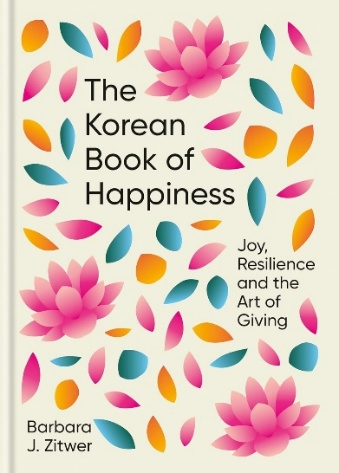 The
Korean
Book of
Happiness
Joy,
Resilience
and the
Art of
Giving
Barbara
J. Zitwer